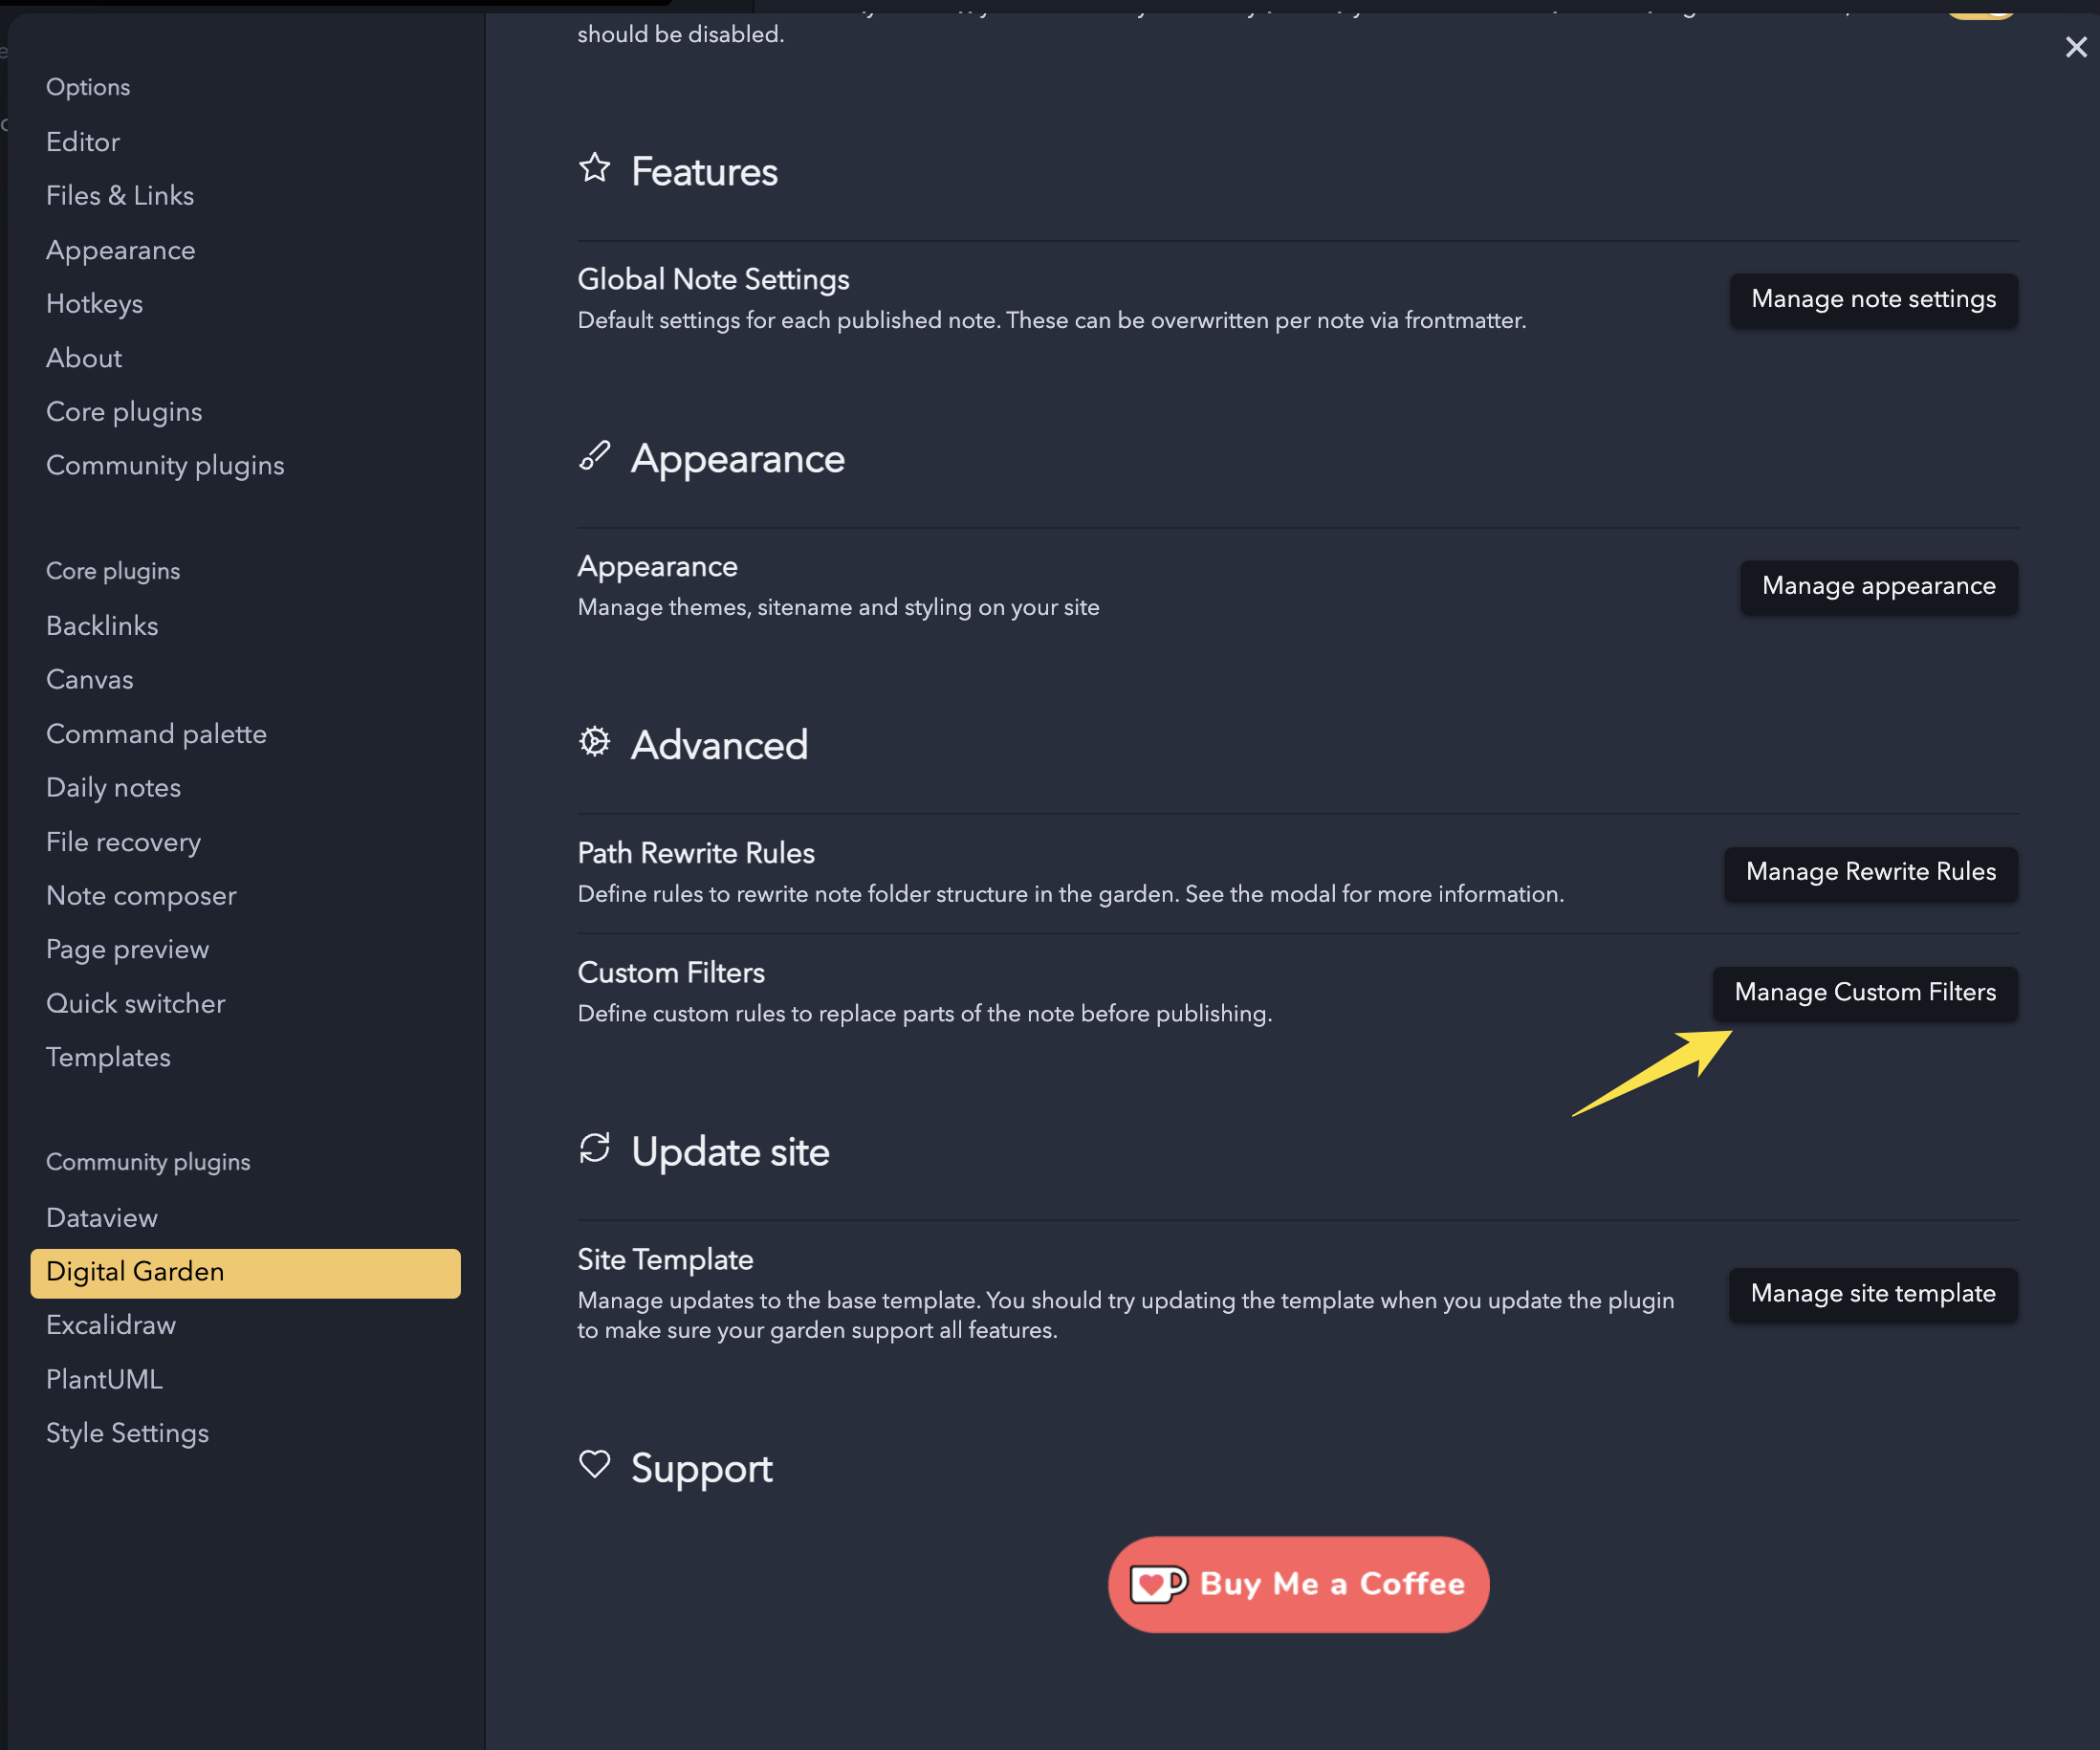 Options
Editor
Files & Links
Appearance
Hotkeys
About
Core plugins
Community plugins
Core plugins
Backlinks
Canvas
Command palette
Daily notes
File recovery
Note composer
Page preview
Quick switcher
Templates
Community plugins
Dataview
Digital Garden
Excalidraw
PlantUML
Style Settings
should be disabled.
Features
Global Note Settings
Default settings for each published note. These can be overwritten per note via frontmatter.
Manage note settings
Appearance
Appearance
Manage themes, sitename and styling on your site
Manage appearance
Advanced
Path Rewrite Rules
Define rules to rewrite note folder structure in the garden. See the modal for more information.
Manage Rewrite Rules
Custom Filters
Define custom rules to replace parts of the note before publishing.
Manage Custom Filters
Update site
Site Template
Manage updates to the base template. You should try updating the template when you update the plugin
to make sure your garden support all features.
Manage site template
Support
Buy Me a Coffee